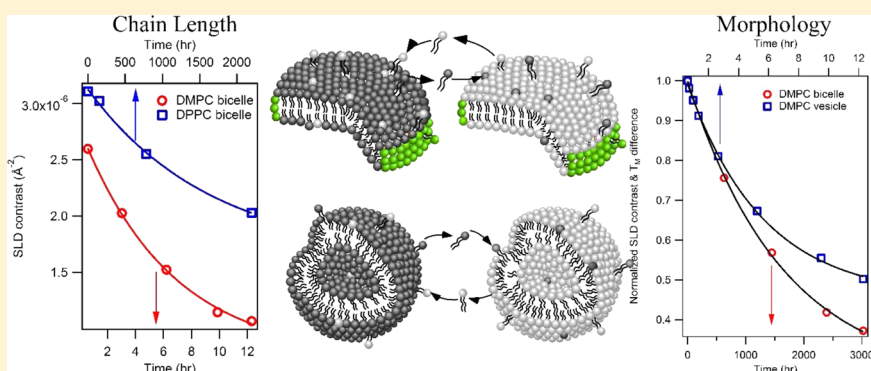 Chain Length
Time (hr)
0 500 1000 1500 2000
3.0x10⁻⁶
2.5
2.0
1.5
SLD contrast (Å⁻²)
DMPC bicelle
DPPC bicelle
0 2 4 6 8 10 12
Time (hr)
Morphology
Time (hr)
2 4 6 8 10 12
1.0
0.9
0.8
0.7
0.6
0.5
0.4
Normalized SLD contrast & T_M difference
DMPC bicelle
DMPC vesicle
0 1000 2000 3000
Time (hr)